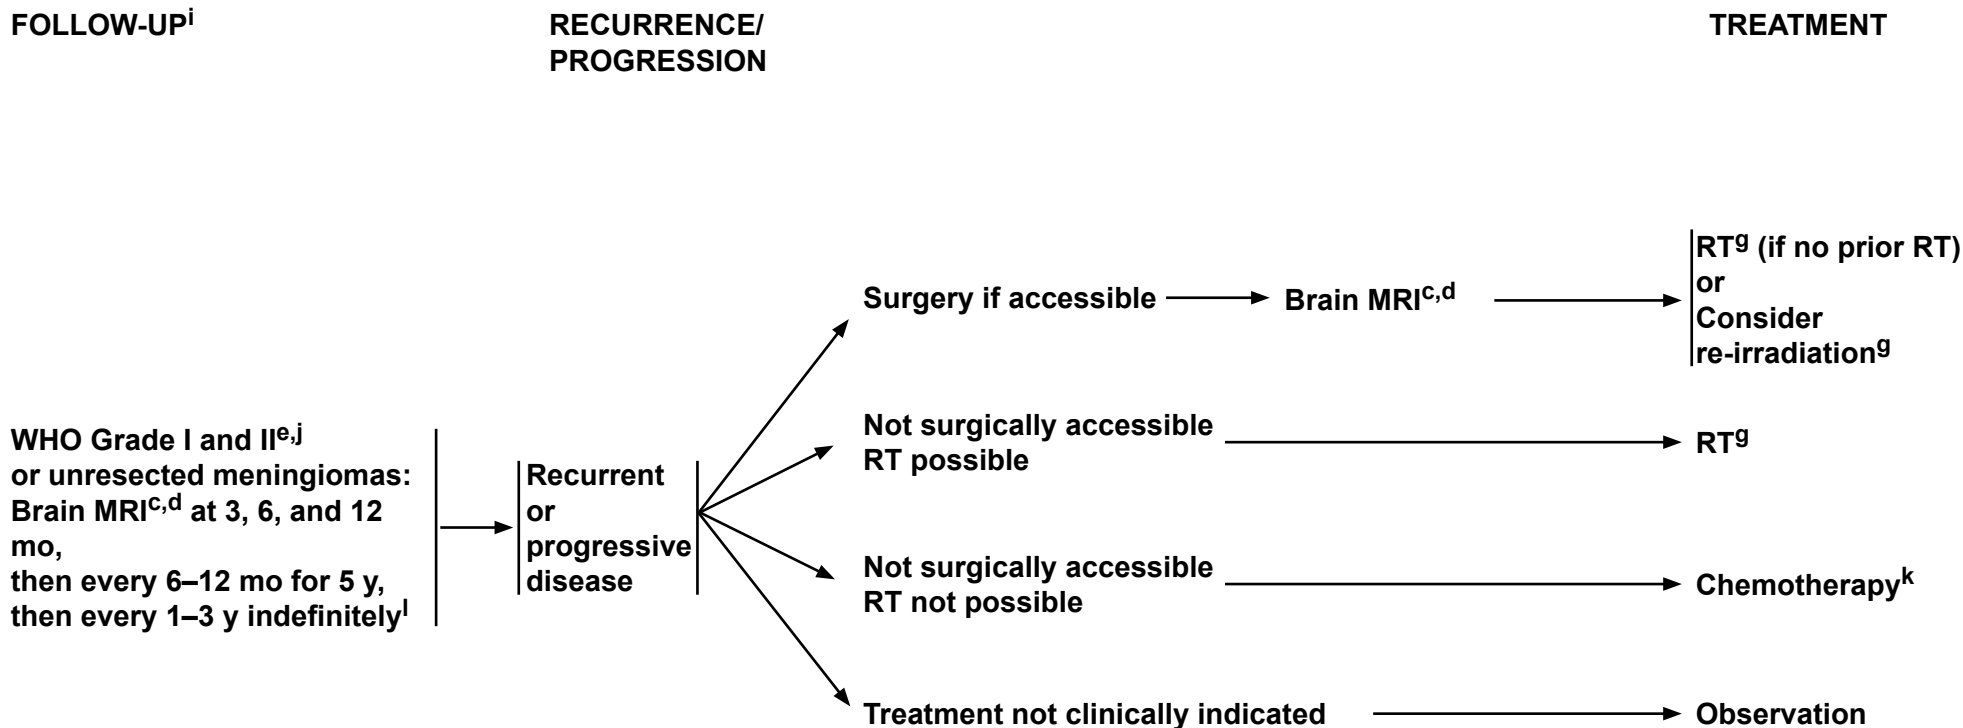 FOLLOW-UPi
RECURRENCE/
PROGRESSION
TREATMENT
WHO Grade I and IIe,j
or unresected meningiomas:
Brain MRIc,d at 3, 6, and 12
mo,
then every 6–12 mo for 5 y,
then every 1–3 y indefinitelyl
Recurrent
or
progressive
disease
Surgery if accessible
Brain MRIc,d
RTg (if no prior RT)
or
Consider
re-irradiationg
Not surgically accessible
RT possible
RTg
Not surgically accessible
RT not possible
Chemotherapyk
Treatment not clinically indicated
Observation